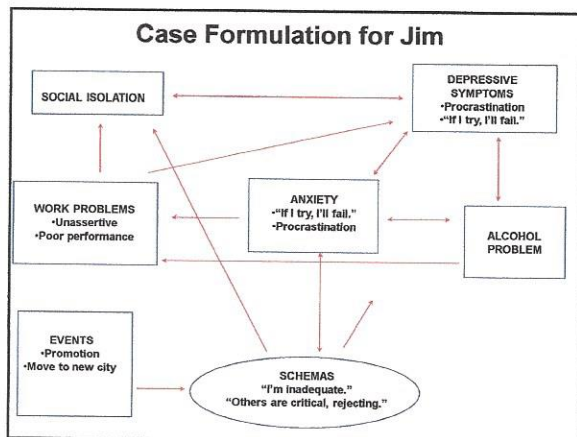 Case Formulation for Jim
SOCIAL ISOLATION
DEPRESSIVE
SYMPTOMS
•Procrastination
•“If I try, I’ll fail.”
WORK PROBLEMS
•Unassertive
•Poor performance
ANXIETY
•“If I try, I’ll fail.”
•Procrastination
ALCOHOL
PROBLEM
EVENTS
•Promotion
•Move to new city
SCHEMAS
“I’m inadequate.”
“Others are critical, rejecting.”